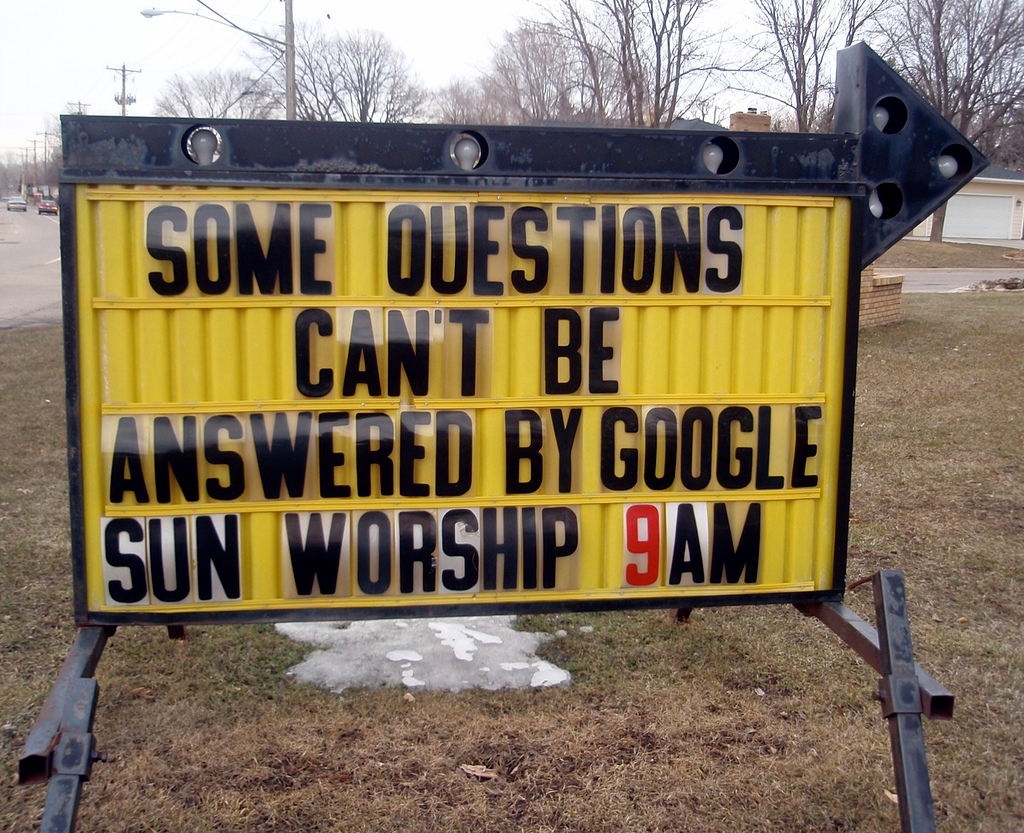 SOME QUESTIONS
CAN'T BE
ANSWERED BY GOOGLE
SUN WORSHIP 9AM